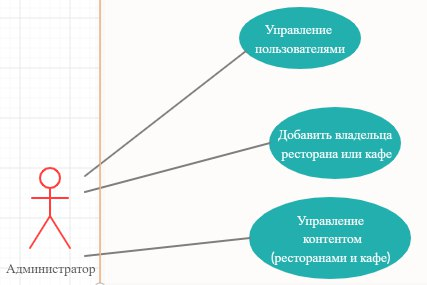 Управление
пользователями
Добавить владельца
ресторана или кафе
Управление
контентом
(ресторанами и кафе)
Администратор